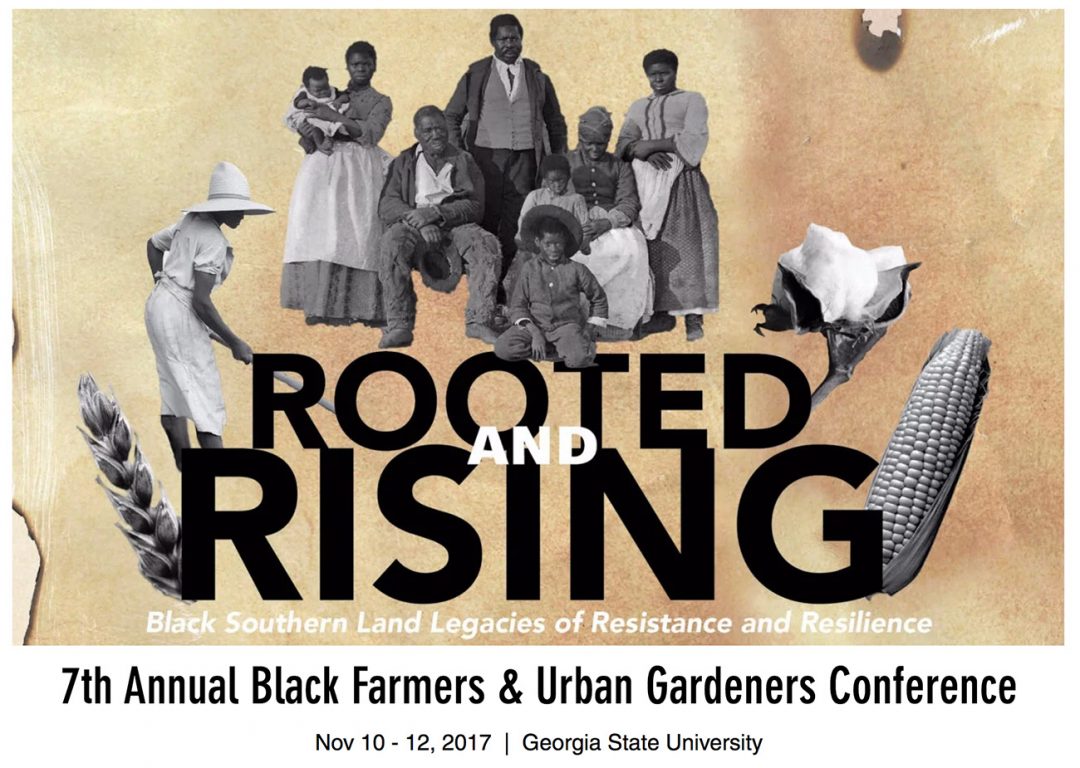 ROOTED
AND
RISING
Black Southern Land Legacies of Resistance and Resilience
7th Annual Black Farmers & Urban Gardeners Conference
Nov 10 - 12, 2017 | Georgia State University